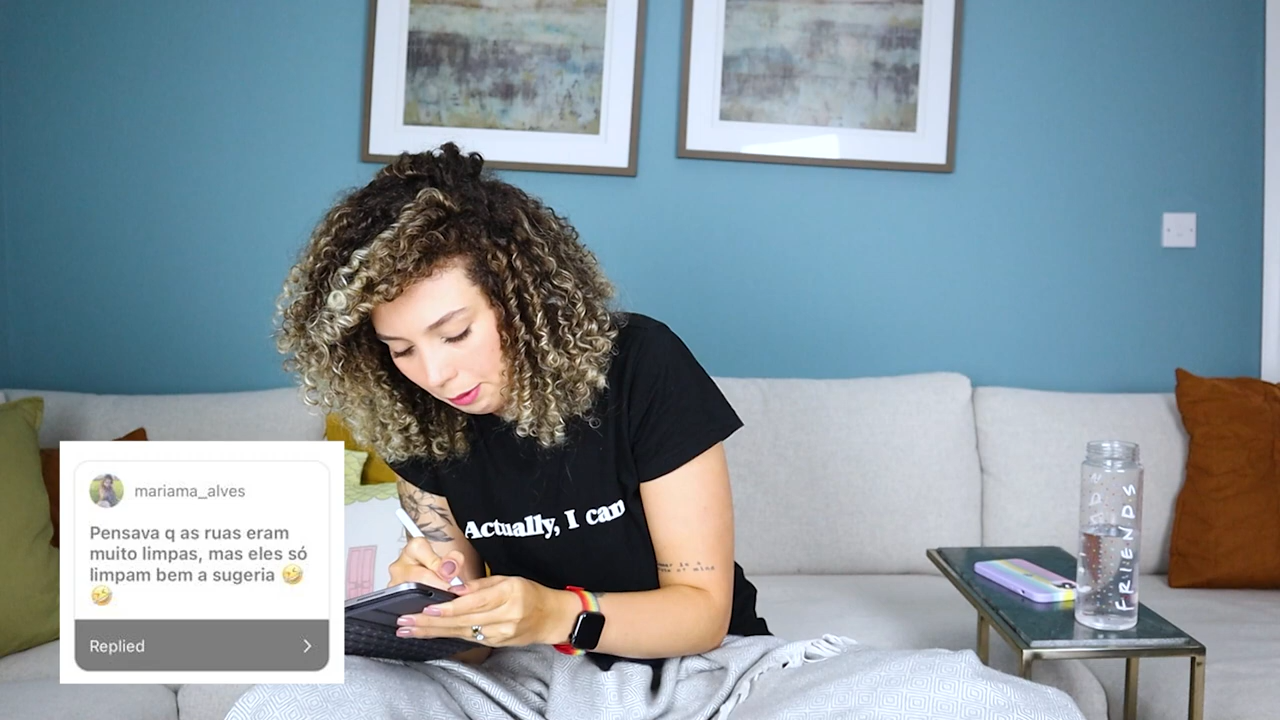 mariama_alves
Pensava q as ruas eram
muito limpas, mas eles só
limpam bem a sugeria 🤣
🤣
Replied
Actually, I can
FRIENDS